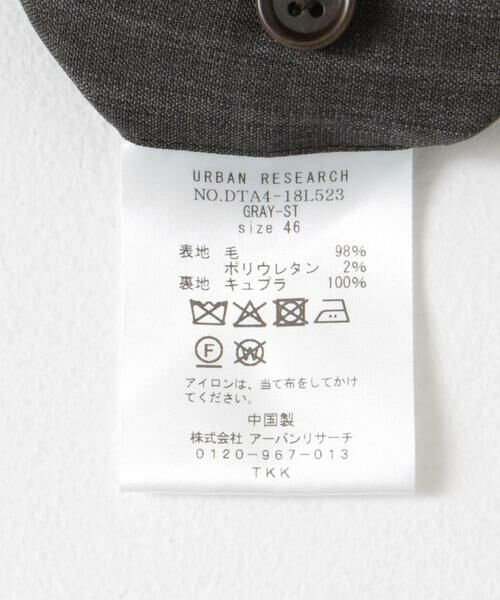 URBAN RESEARCH
NO.DTA4-18L523
GRAY-ST
size 46
表地 毛 98%
ポリウレタン 2%
裏地 キュプラ 100%
F W
アイロンは、当て布をしてかけ
てください。
中国製
株式会社 アーバンリサーチ
0120-967-013
TKK